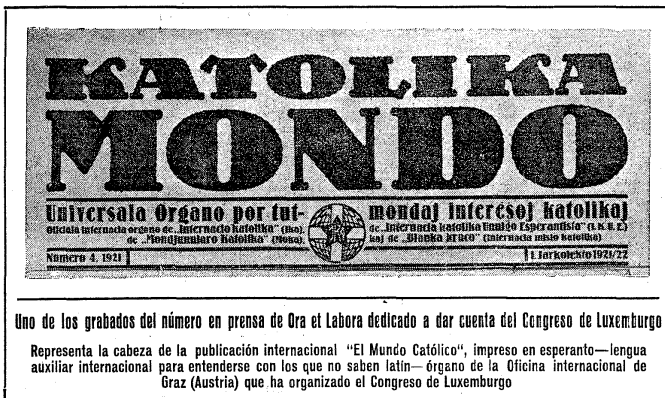 KATOLIKA
MONDO
Universala Organo por tut- mondaj interesoj katolikaj
Oficiala internacia organo de „Internacio katolika" (Iko), de „Internacia katolika Unuigo Esperantista" (I. K. U. E.)
de „Mondjunularo katolika" (Moka), kaj de „Blanka kruco" (internacia misio katolika)
Numero 4, 1921 I. Jarkolekto 1921/22
Uno de los grabados del número en prensa de Ora et Labora dedicado a dar cuenta del Congreso de Luxemburgo
Representa la cabeza de la publicación internacional "El Mundo Católico", impreso en esperanto—lengua
auxiliar internacional para entenderse con los que no saben latín—órgano de la Oficina internacional de
Graz (Austria) que ha organizado el Congreso de Luxemburgo